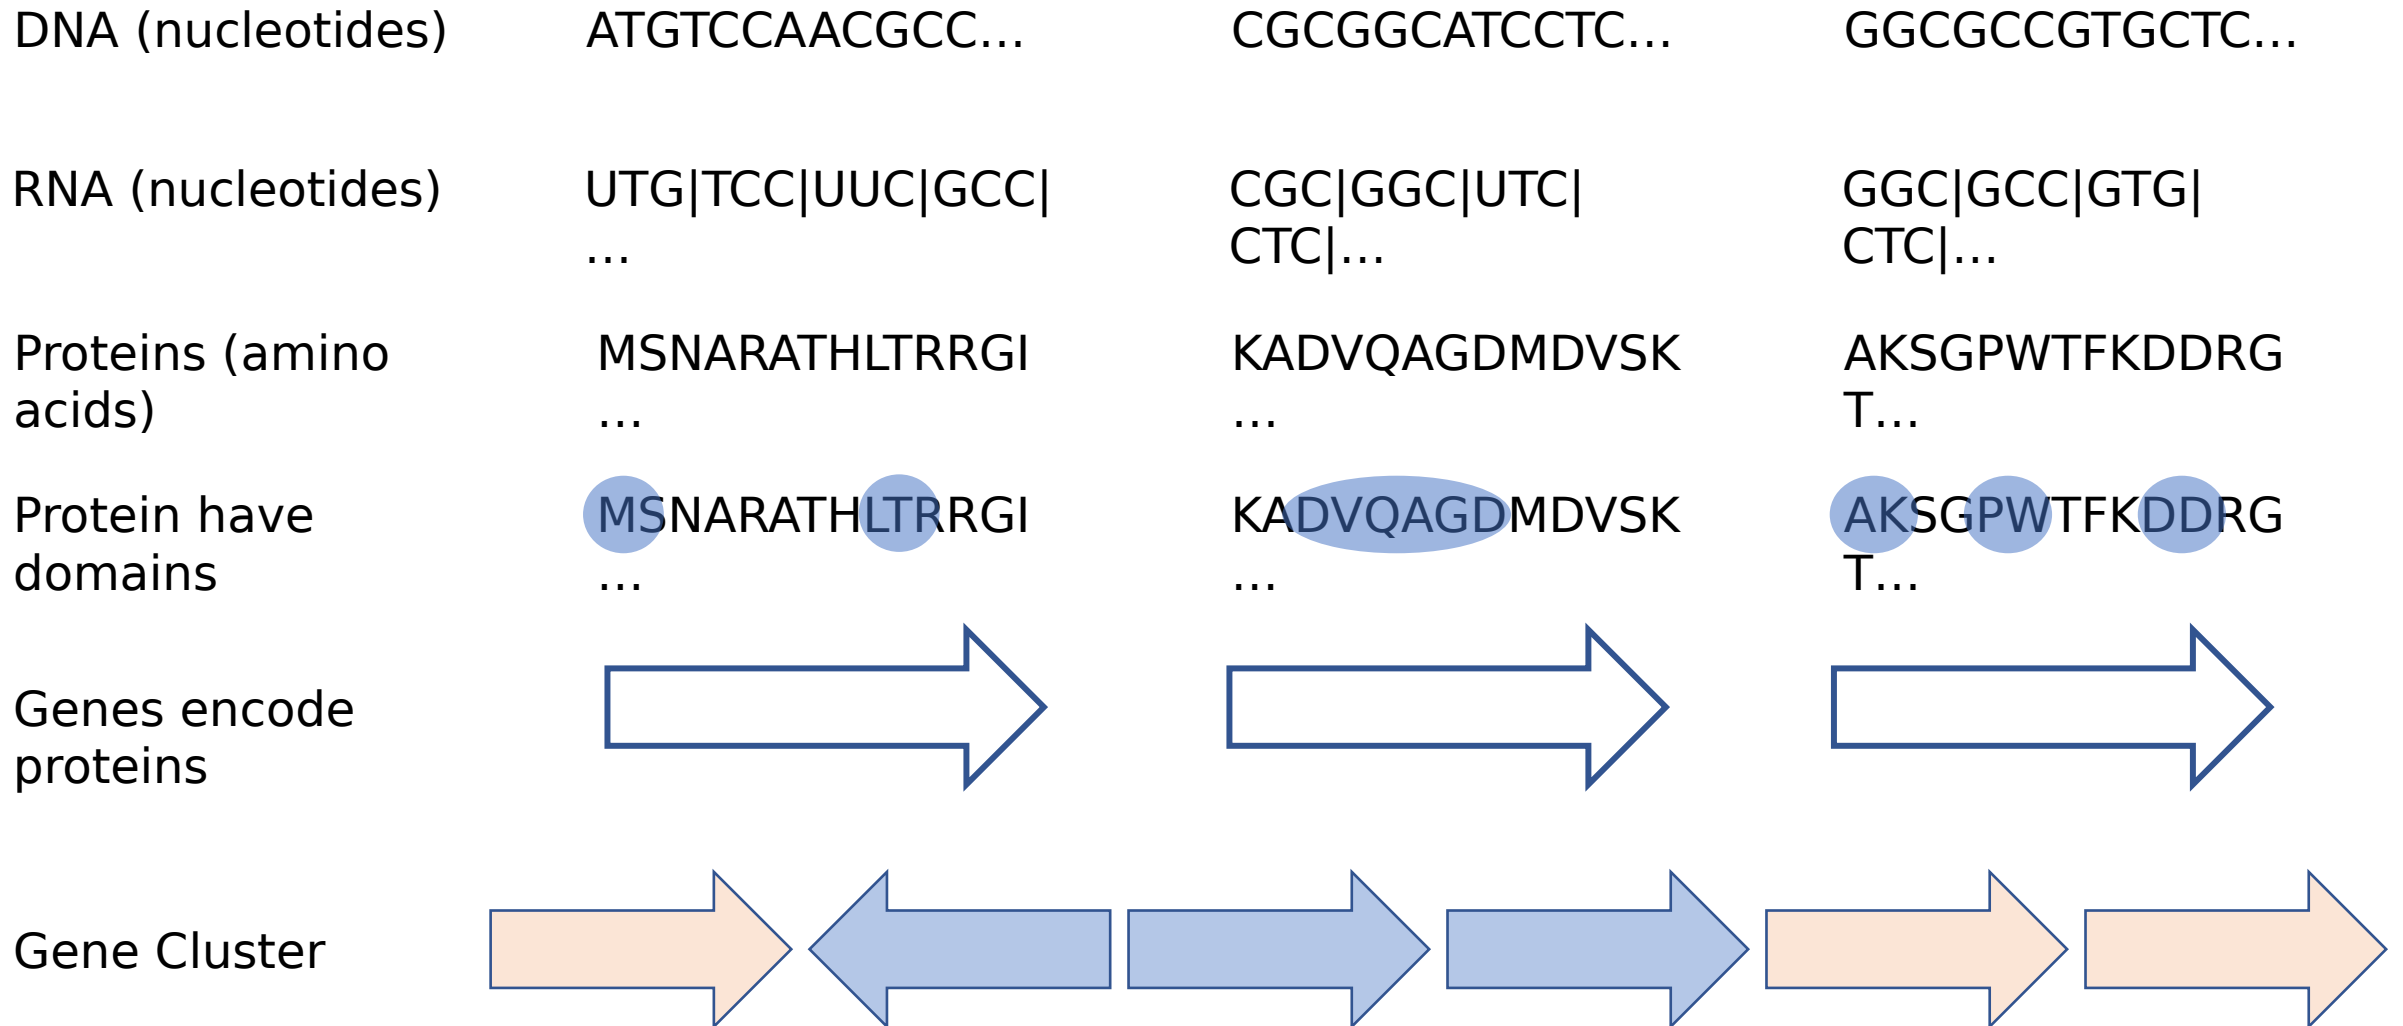 DNA (nucleotides)
ATGTCCAACGCC...
CGCGGCATCCTC...
GGCGCCGTGCTC...
RNA (nucleotides)
UTG|TCC|UUC|GCC|
...
CGC|GGC|UTC|
CTC|...
GGC|GCC|GTG|
CTC|...
Proteins (amino
acids)
MSNARATHLTRRGI
...
KADVQAGDMDVSK
...
AKSGPWTFKDDRG
T...
Protein have
domains
MSNARATHLTRRGI
...
KADVQAGDMDVSK
...
AKSGPWTFKDDRG
T...
Genes encode
proteins
Gene Cluster